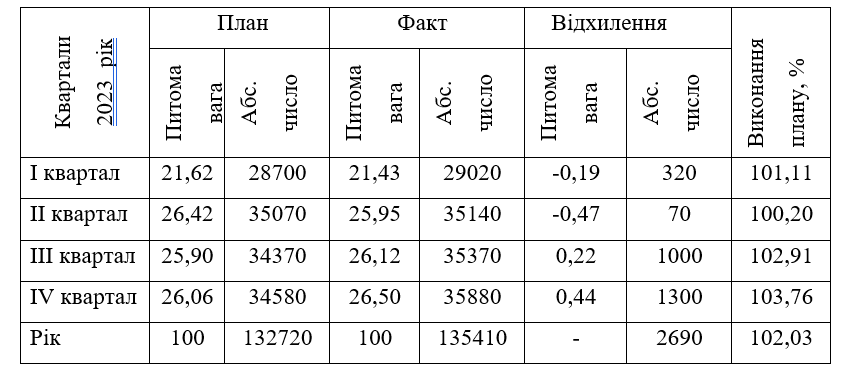 Квартали 2023 рік
План
Факт
Відхилення
Виконання плану, %
Питома вага
Абс. число
Питома вага
Абс. число
Питома вага
Абс. число
І квартал 21,62 28700 21,43 29020 -0,19 320 101,11
ІІ квартал 26,42 35070 25,95 35140 -0,47 70 100,20
ІІІ квартал 25,90 34370 26,12 35370 0,22 1000 102,91
IV квартал 26,06 34580 26,50 35880 0,44 1300 103,76
Рік 100 132720 100 135410 - 2690 102,03